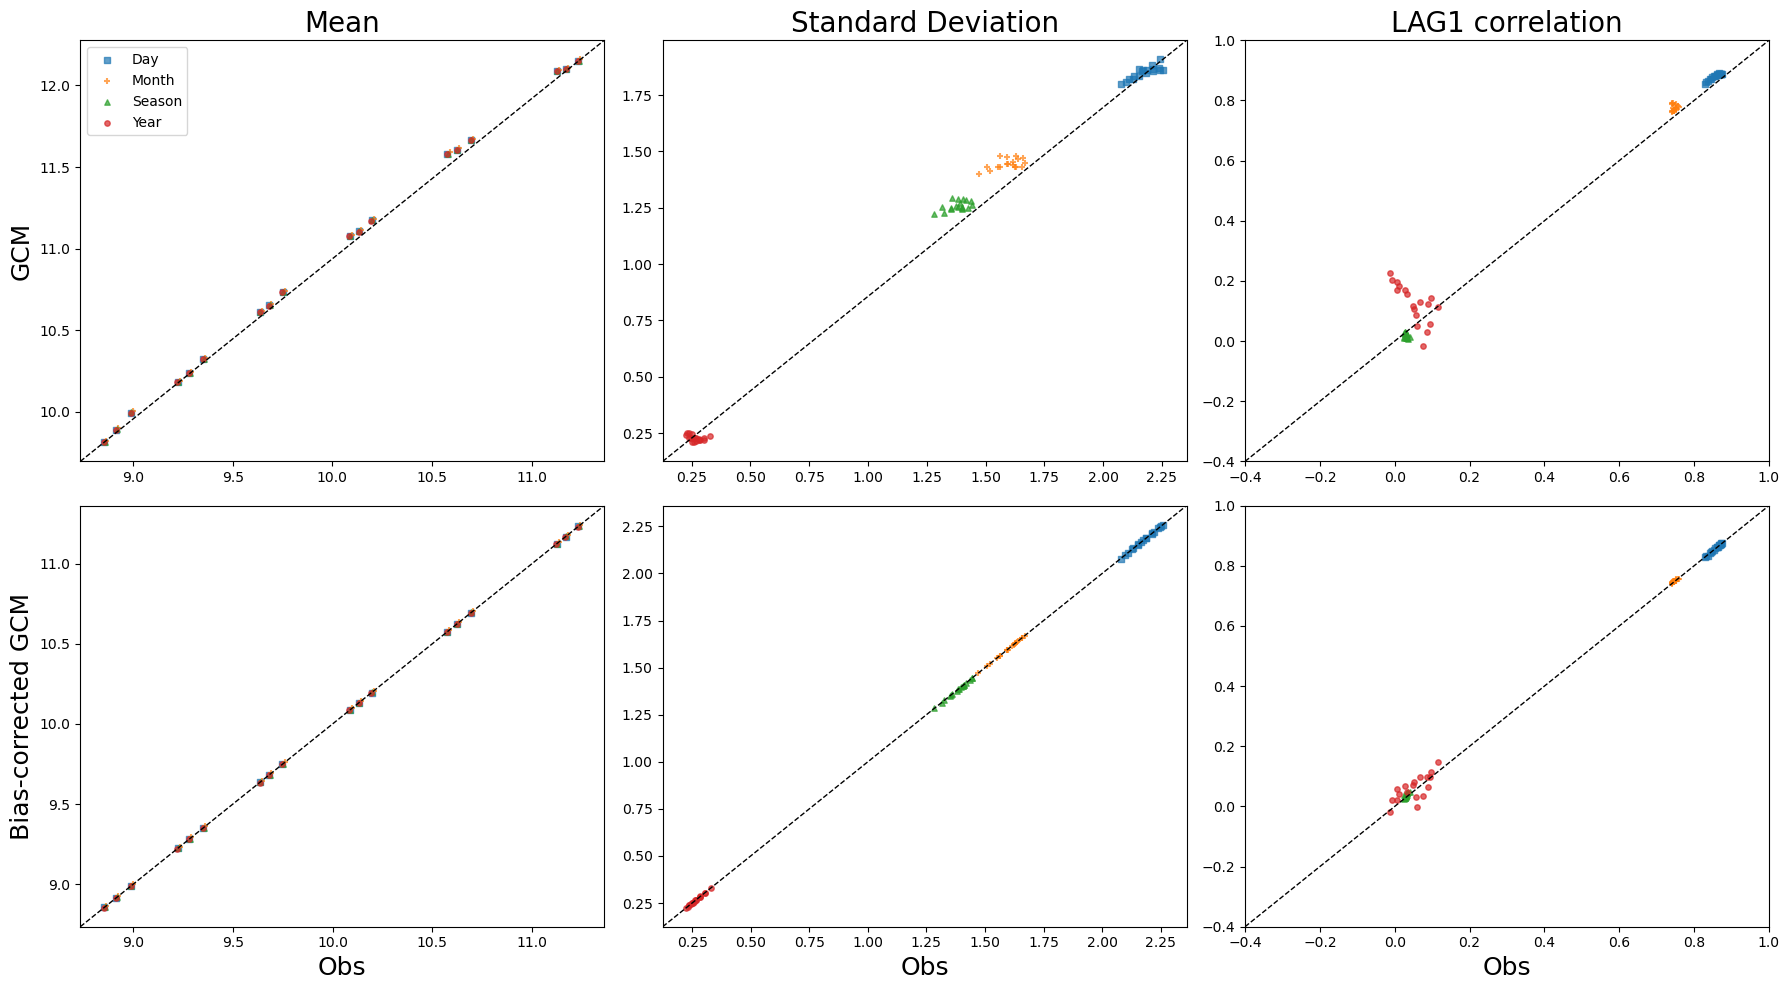 Mean
Standard Deviation
LAG1 correlation
GCM
Day
Month
Season
Year
12.0
11.5
11.0
10.5
10.0
9.0 9.5 10.0 10.5 11.0
1.75
1.50
1.25
1.00
0.75
0.50
0.25
0.25 0.50 0.75 1.00 1.25 1.50 1.75 2.00 2.25
1.0
0.8
0.6
0.4
0.2
0.0
−0.2
−0.4
−0.4 −0.2 0.0 0.2 0.4 0.6 0.8 1.0
Bias-corrected GCM
11.0
10.5
10.0
9.5
9.0
9.0 9.5 10.0 10.5 11.0
Obs
2.25
2.00
1.75
1.50
1.25
1.00
0.75
0.50
0.25
0.25 0.50 0.75 1.00 1.25 1.50 1.75 2.00 2.25
Obs
1.0
0.8
0.6
0.4
0.2
0.0
−0.2
−0.4
−0.4 −0.2 0.0 0.2 0.4 0.6 0.8 1.0
Obs